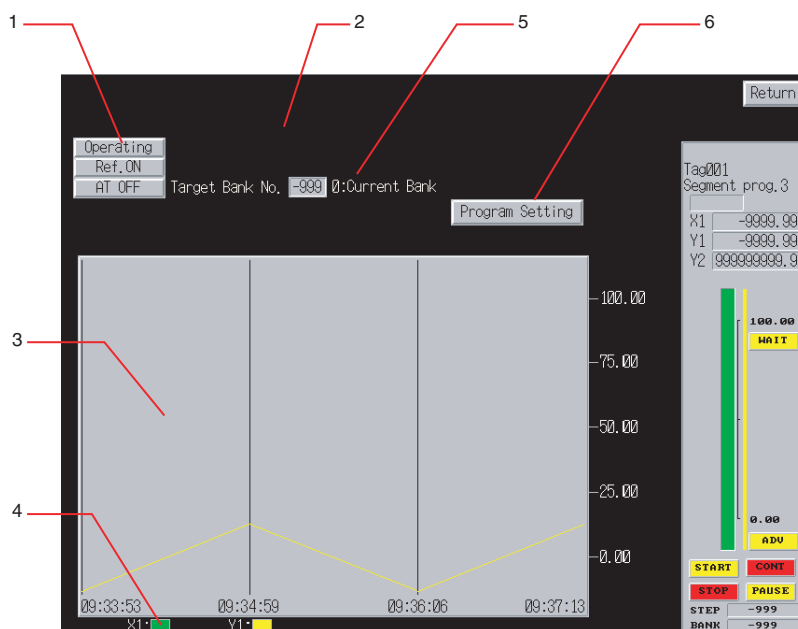 1
2
5
6
Return
Operating
Ref.ON
AT OFF
Target Bank No. -999 0:Current Bank
Program Setting
Tag001
Segment prog.3
X1 -9999.99
Y1 -9999.99
Y2 999999999.9
100.00
75.00
50.00
25.00
0.00
3
4
09:33:53
09:34:59
09:36:06
09:37:13
X1:
Y1:
100.00
WAIT
0.00
ADV
START
CONT
STOP
PAUSE
STEP -999
BANK -999